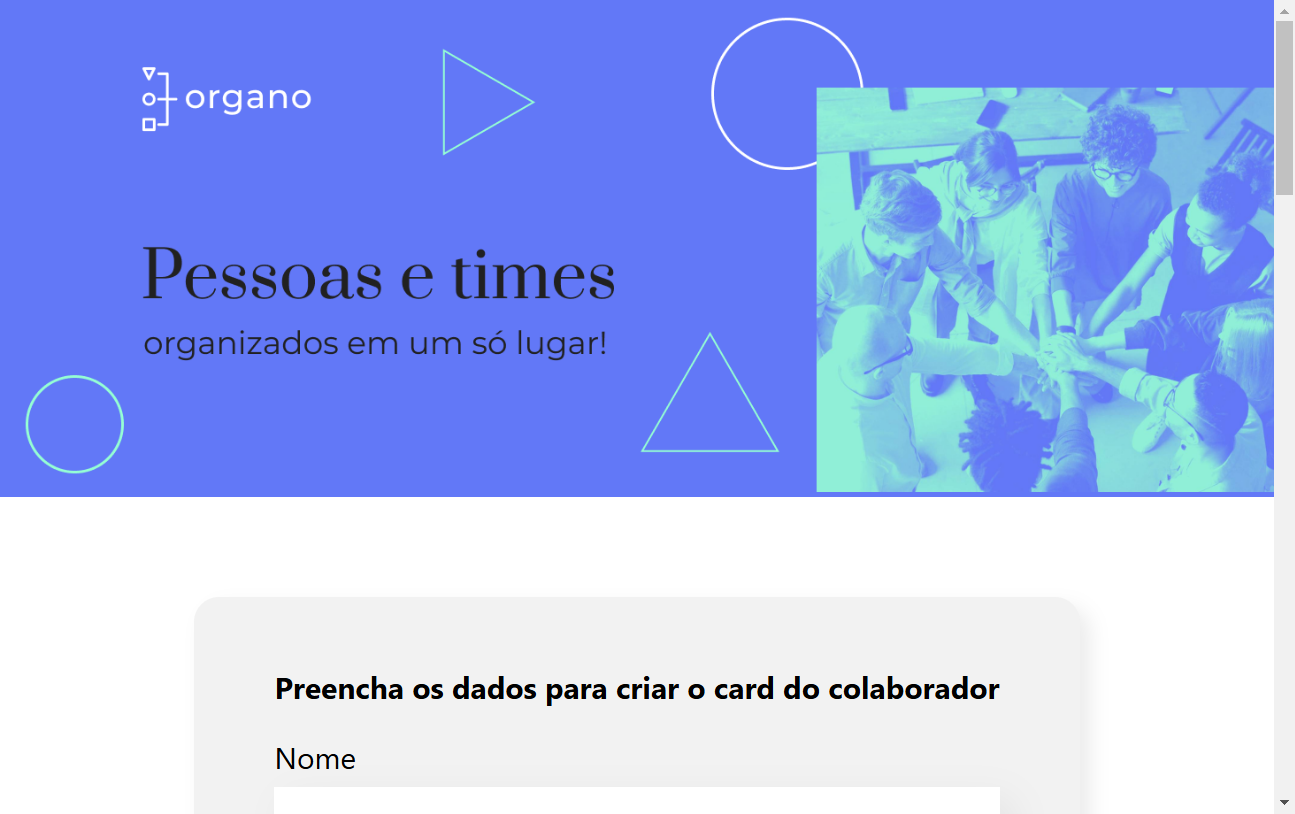 organo
Pessoas e times
organizados em um só lugar!
Preencha os dados para criar o card do colaborador
Nome